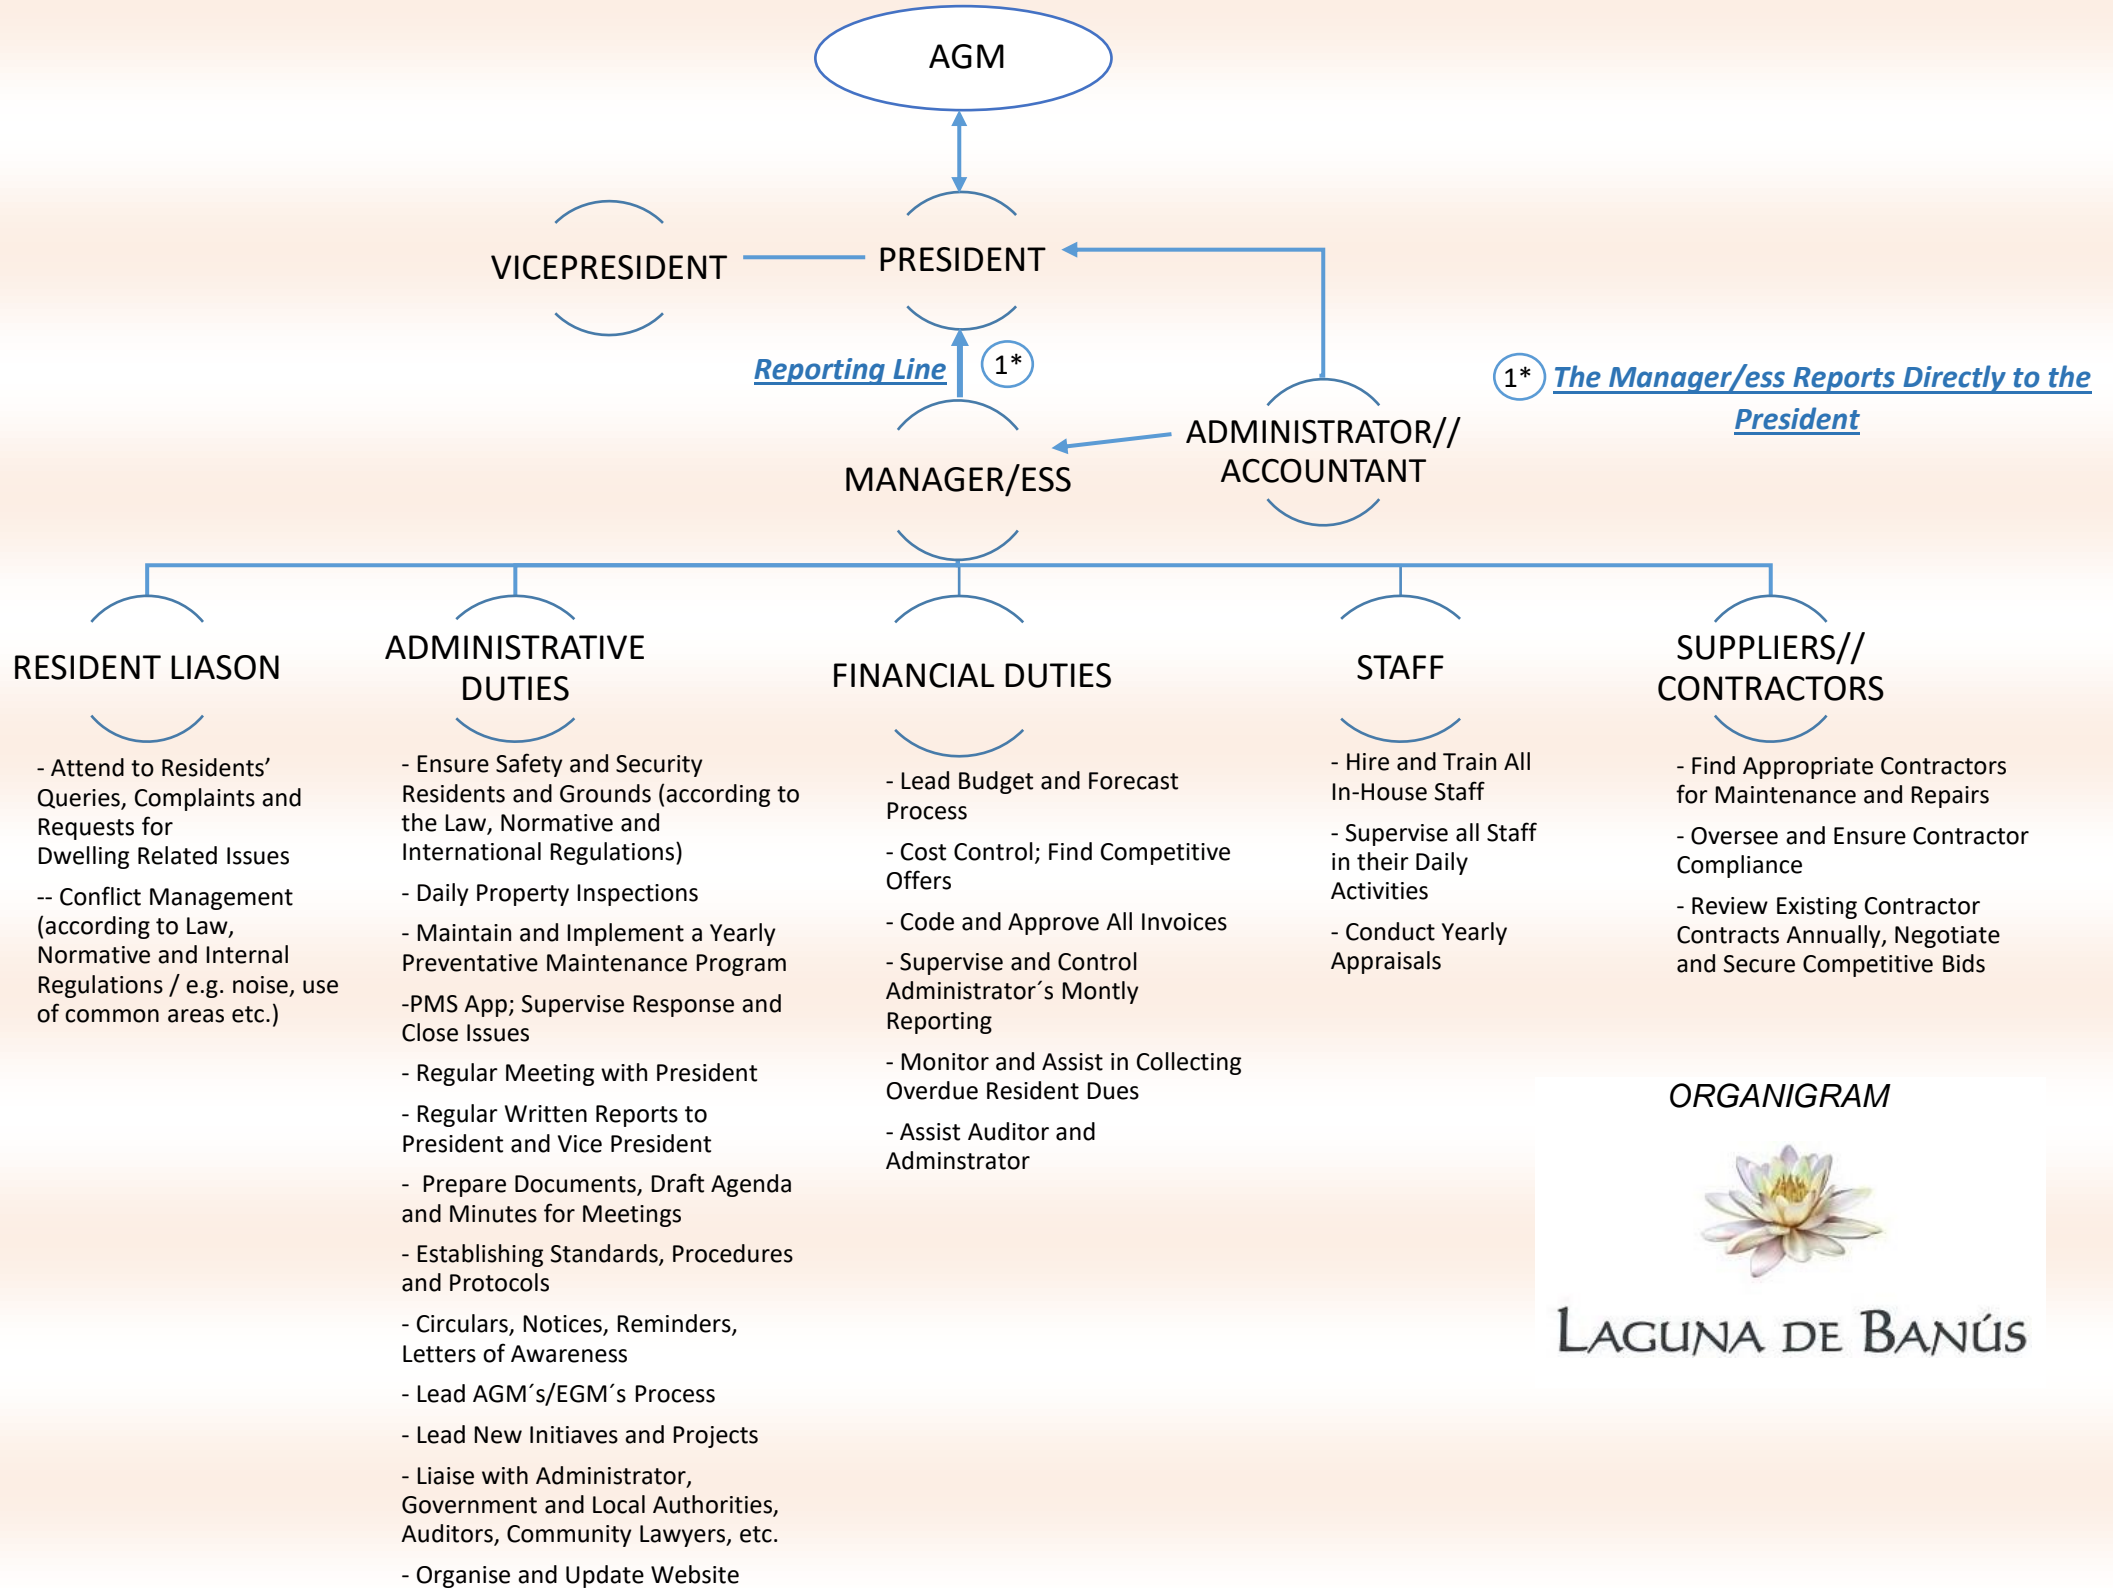 AGM
VICEPRESIDENT
PRESIDENT
Reporting Line
1*
1*
The Manager/ess Reports Directly to the
President
MANAGER/ESS
ADMINISTRATOR//
ACCOUNTANT
RESIDENT LIASON
- Attend to Residents’
Queries, Complaints and
Requests for
Dwelling Related Issues
-- Conflict Management
(according to Law,
Normative and Internal
Regulations / e.g. noise, use
of common areas etc.)
ADMINISTRATIVE
DUTIES
- Ensure Safety and Security
Residents and Grounds (according to
the Law, Normative and
International Regulations)
- Daily Property Inspections
- Maintain and Implement a Yearly
Preventative Maintenance Program
-PMS App; Supervise Response and
Close Issues
- Regular Meeting with President
- Regular Written Reports to
President and Vice President
- Prepare Documents, Draft Agenda
and Minutes for Meetings
- Establishing Standards, Procedures
and Protocols
- Circulars, Notices, Reminders,
Letters of Awareness
- Lead AGM´s/EGM´s Process
- Lead New Initiaves and Projects
- Liaise with Administrator,
Government and Local Authorities,
Auditors, Community Lawyers, etc.
- Organise and Update Website
FINANCIAL DUTIES
- Lead Budget and Forecast
Process
- Cost Control; Find Competitive
Offers
- Code and Approve All Invoices
- Supervise and Control
Administrator´s Montly
Reporting
- Monitor and Assist in Collecting
Overdue Resident Dues
- Assist Auditor and
Adminstrator
STAFF
- Hire and Train All
In-House Staff
- Supervise all Staff
in their Daily
Activities
- Conduct Yearly
Appraisals
SUPPLIERS//
CONTRACTORS
- Find Appropriate Contractors
for Maintenance and Repairs
- Oversee and Ensure Contractor
Compliance
- Review Existing Contractor
Contracts Annually, Negotiate
and Secure Competitive Bids
ORGANIGRAM
LAGUNA DE BANÚS